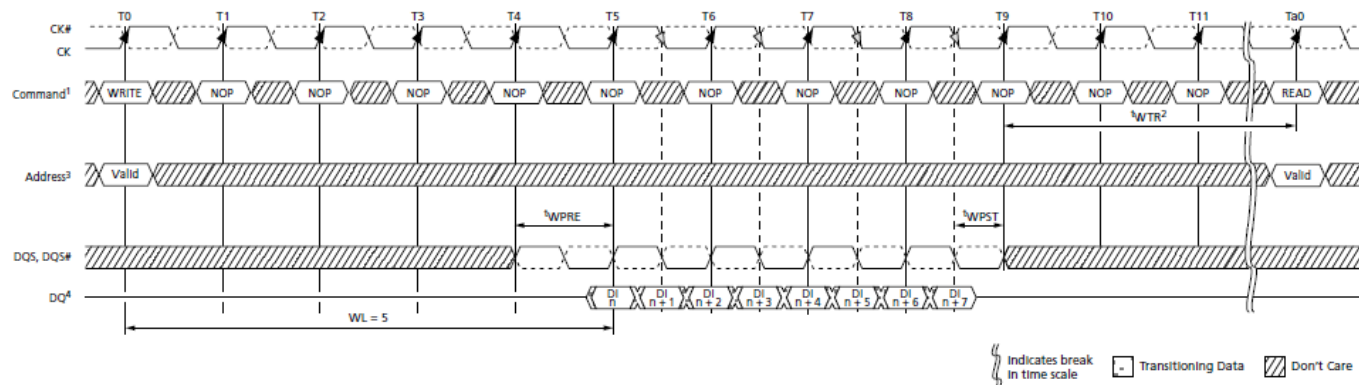 T0 T1 T2 T3 T4 T5 T6 T7 T8 T9 T10 T11 Ta0
CK#
CK
Command¹ WRITE NOP NOP NOP NOP NOP NOP NOP NOP NOP NOP NOP READ
tWTR²
Address³ Valid Valid
tWPRE tWPST
DQS, DQS#
DQ⁴ DI n DI n + 1 DI n + 2 DI n + 3 DI n + 4 DI n + 5 DI n + 6 DI n + 7
WL = 5
Indicates break
in time scale
Transitioning Data
Don't Care